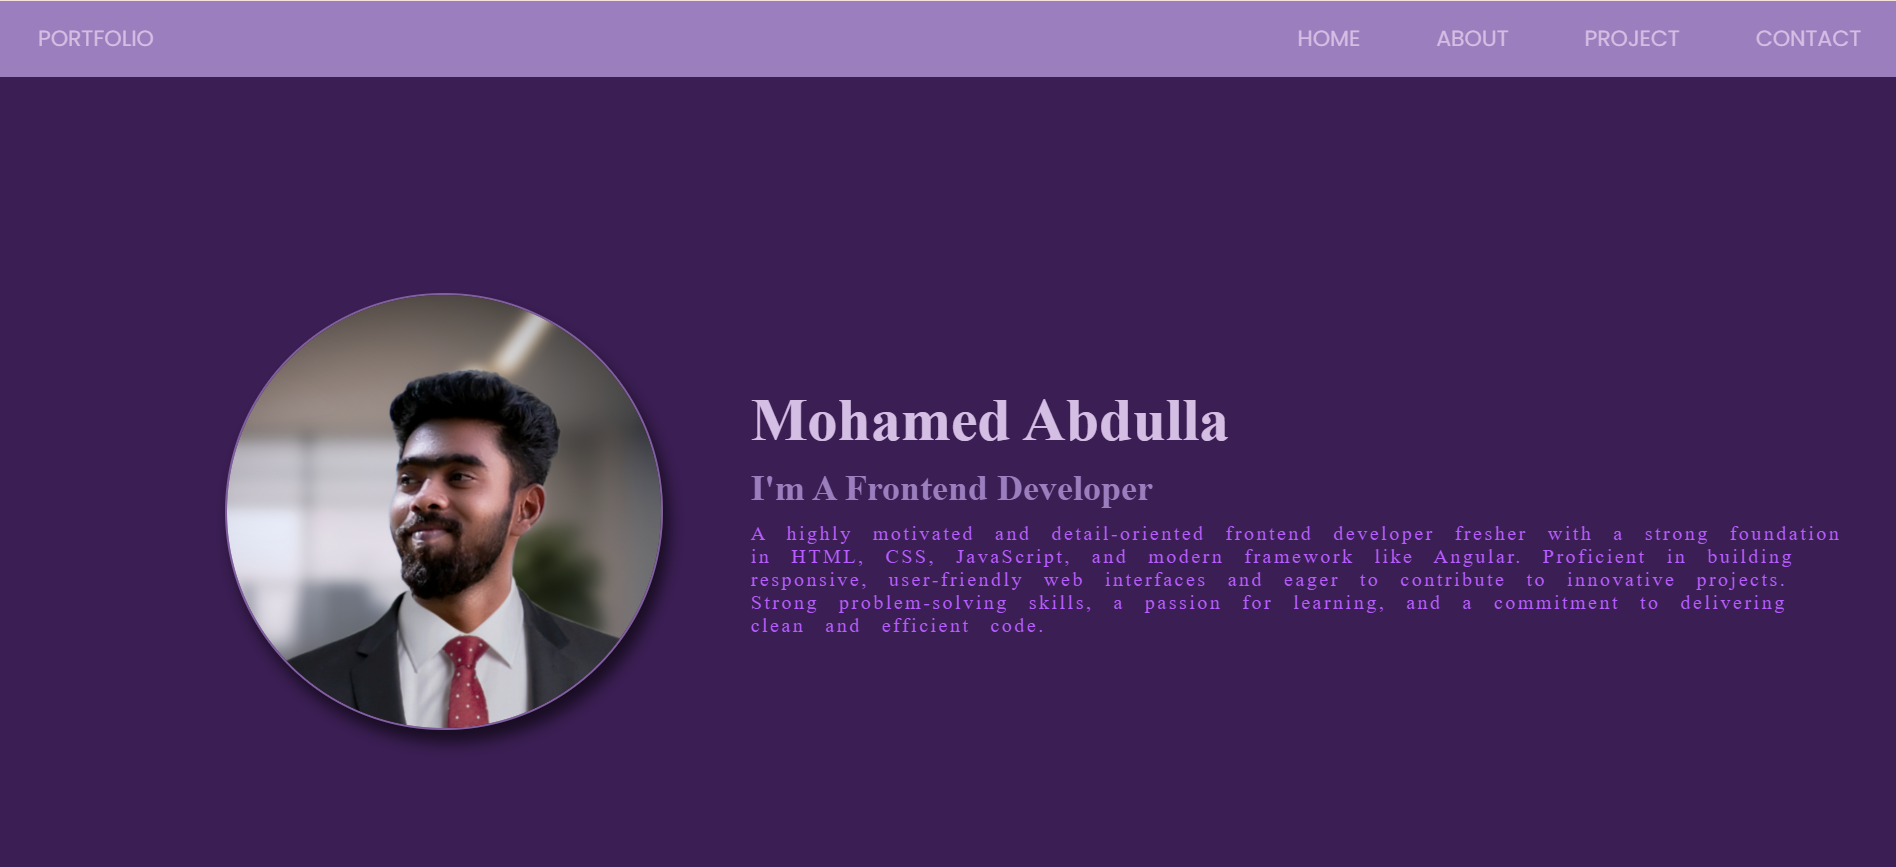 PORTFOLIO
HOME ABOUT PROJECT CONTACT
Mohamed Abdulla
I'm A Frontend Developer
A highly motivated and detail-oriented frontend developer fresher with a strong foundation
in HTML, CSS, JavaScript, and modern framework like Angular. Proficient in building
responsive, user-friendly web interfaces and eager to contribute to innovative projects.
Strong problem-solving skills, a passion for learning, and a commitment to delivering
clean and efficient code.